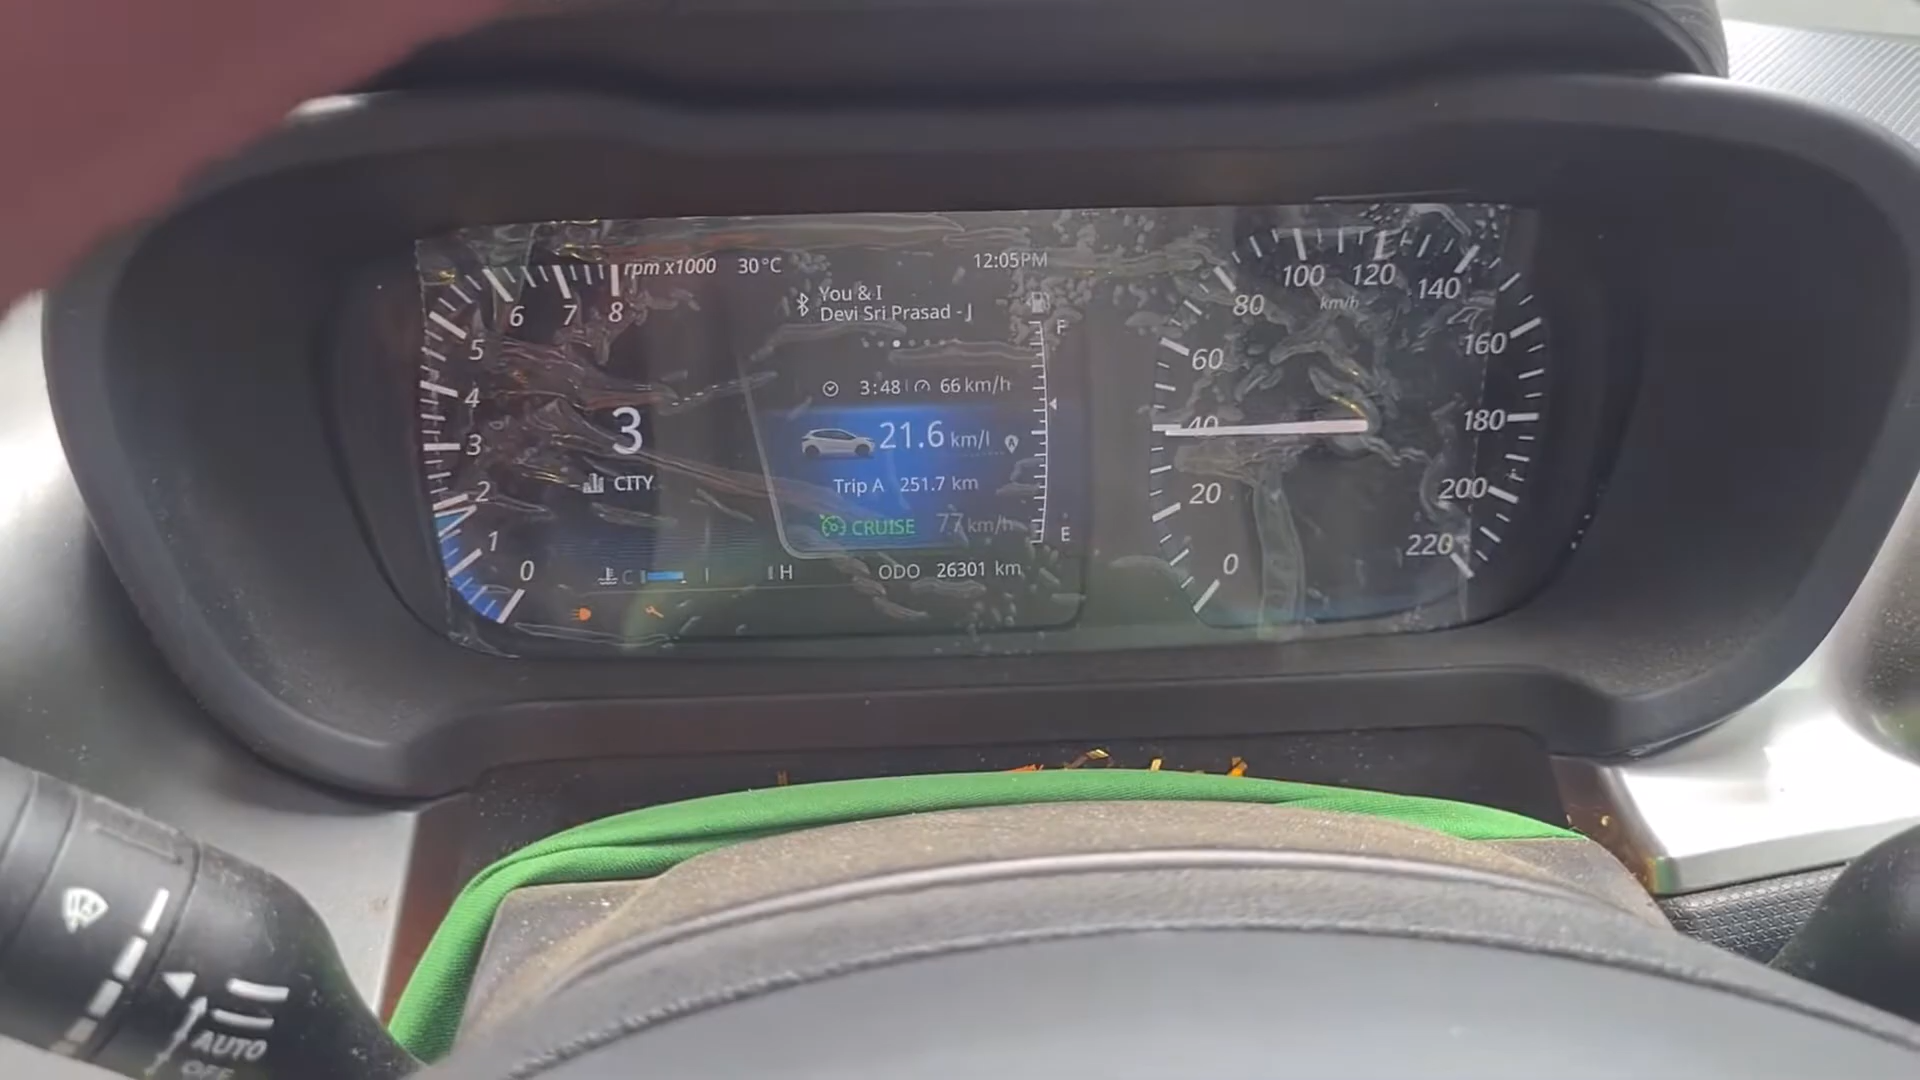 rpm x1000
30°C
12:05PM
You & I
Devi Sri Prasad - J
3:48
66 km/h
21.6 km/l
Trip A 251.7 km
CRUISE 77 km/h
ODO 26301 km
F
E
3
CITY
C
H
0
1
2
3
4
5
6
7
8
0
20
40
60
80
100
120
140
160
180
200
220
km/h
AUTO
OFF